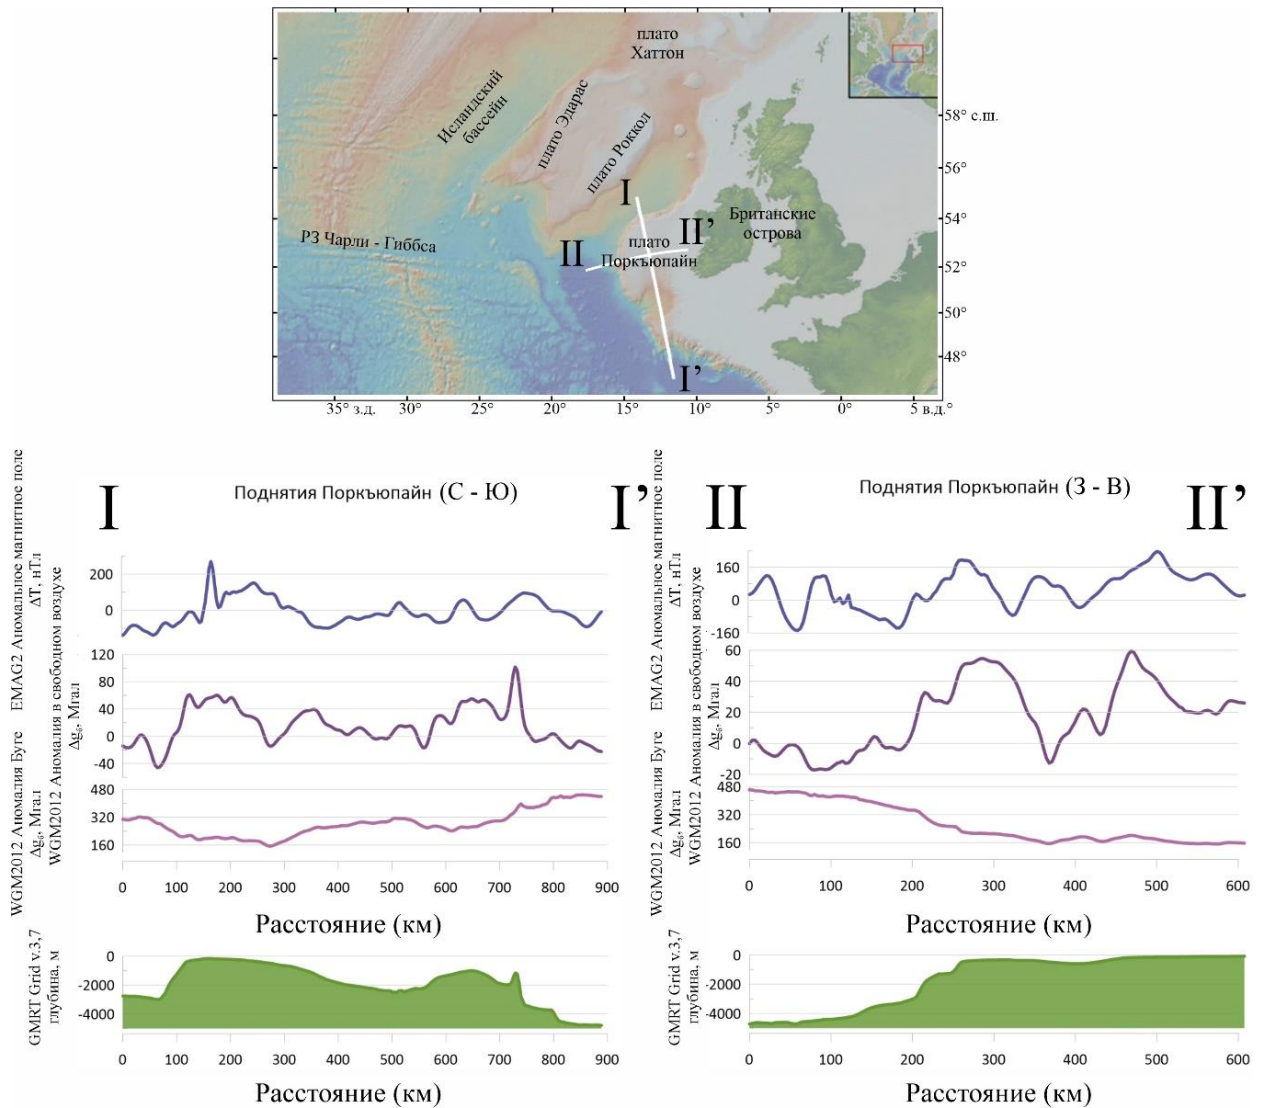 плато
Хаттон
Исландский
бассейн
плато Эдарас
плато Роккол
I
РЗ Чарли - Гиббса
II
плато
Поркъюпайн
II’
Британские
острова
I’
58° с.ш.
56°
54°
52°
50°
48°
35° з.д.
30°
25°
20°
15°
10°
5°
0°
5 в.д.°
I
Поднятия Поркъюпайн (С - Ю)
I’
EMAG2 Аномальное магнитное поле
ΔT, нТл
200
0
WGM2012 Аномалия в свободном воздухе
Δgб, Мгал
120
80
40
0
-40
WGM2012 Аномалия Буге
Δgб, Мгал
480
320
160
0
100
200
300
400
500
600
700
800
900
Расстояние (км)
GMRT Grid v.3,7
глубина, м
0
-2000
-4000
0
100
200
300
400
500
600
700
800
900
Расстояние (км)
II
Поднятия Поркъюпайн (З - В)
II’
EMAG2 Аномальное магнитное поле
ΔT, нТл
160
0
-160
WGM2012 Аномалия в свободном воздухе
Δgб, Мгал
60
40
20
0
-20
WGM2012 Аномалия Буге
Δgб, Мгал
480
320
160
0
100
200
300
400
500
600
Расстояние (км)
GMRT Grid v.3,7
глубина, м
0
-2000
-4000
0
100
200
300
400
500
600
Расстояние (км)